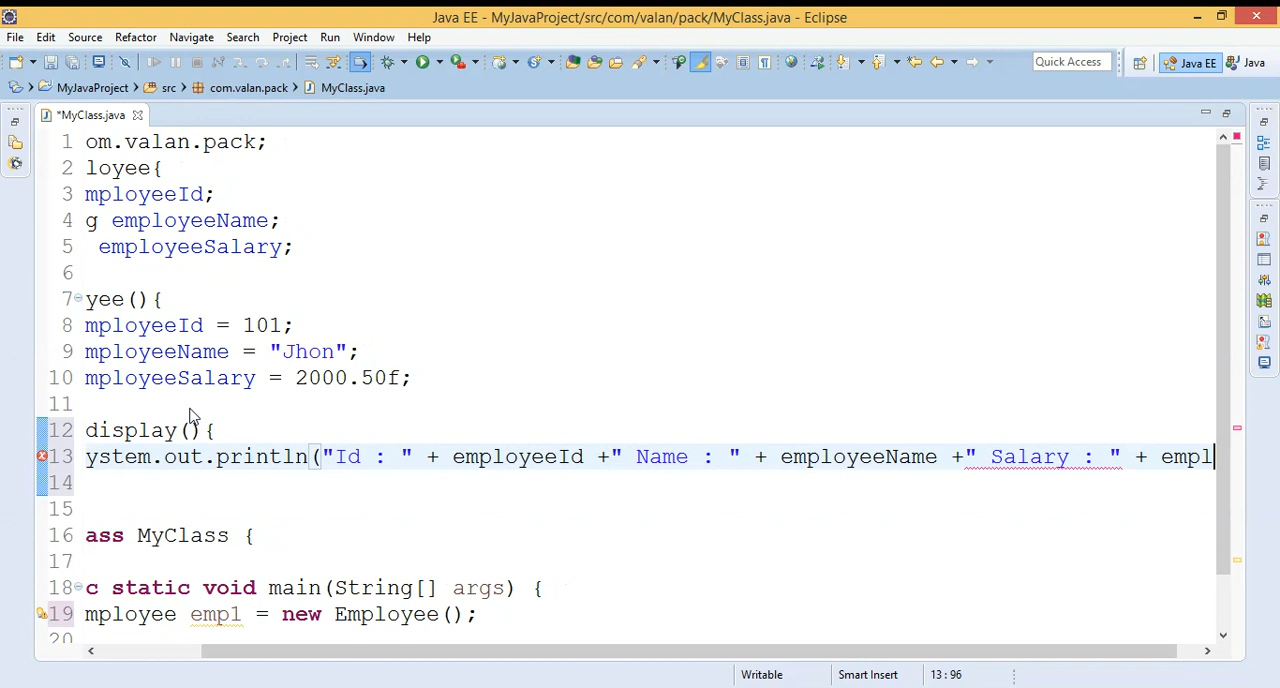 Java EE - MyJavaProject/src/com/valan/pack/MyClass.java - Eclipse
File Edit Source Refactor Navigate Search Project Run Window Help
Quick Access Java EE Java
MyJavaProject src com.valan.pack MyClass.java
*MyClass.java
1 om.valan.pack;
2 loyee{
3 mployeeId;
4 g employeeName;
5 employeeSalary;
6
7 yee(){
8 mployeeId = 101;
9 mployeeName = "Jhon";
10 mployeeSalary = 2000.50f;
11
12 display(){
13 ystem.out.println("Id : " + employeeId +" Name : " + employeeName +" Salary : " + empl
14
15
16 ass MyClass {
17
18 c static void main(String[] args) {
19 mployee emp1 = new Employee();
20
Writable Smart Insert 13 : 96